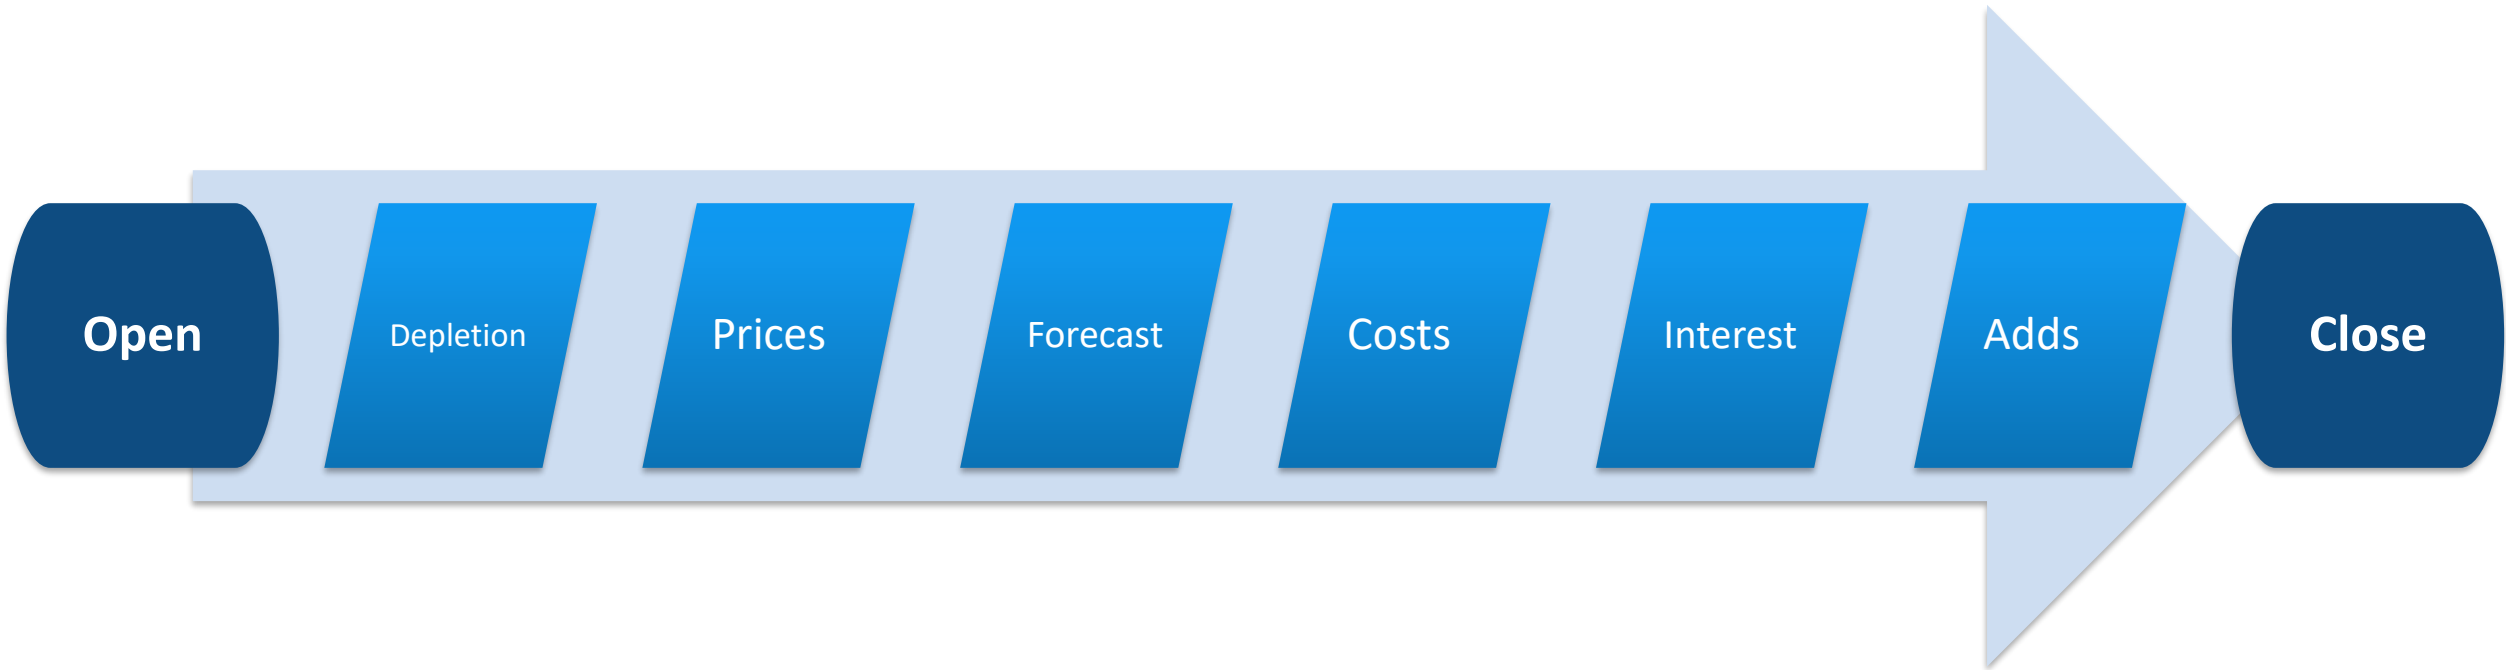 Open
Depletion
Prices
Forecast
Costs
Interest
Adds
Close